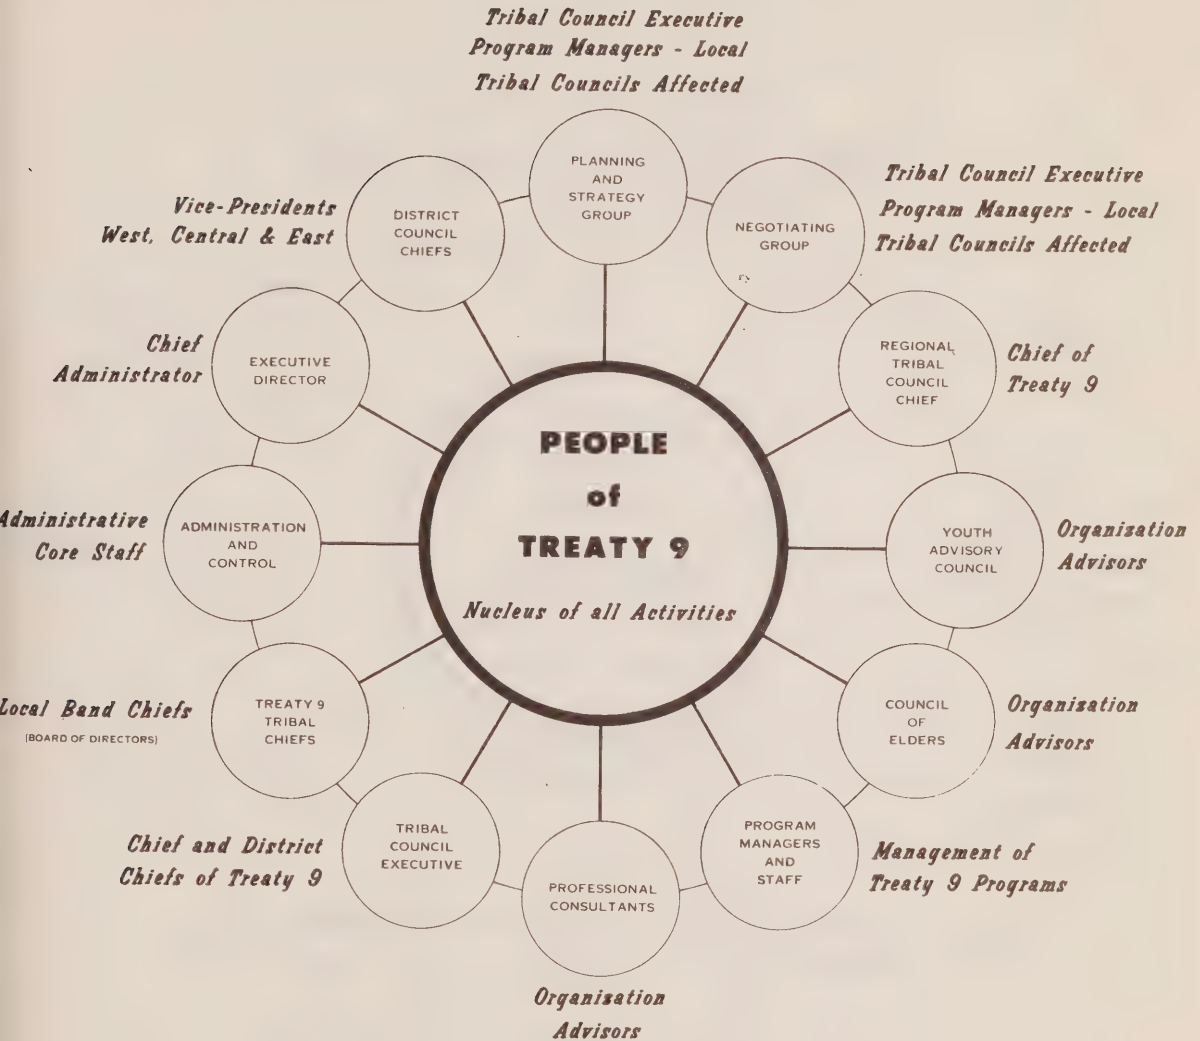 Tribal Council Executive
Program Managers - Local
Tribal Councils Affected
PLANNING
AND
STRATEGY
GROUP
NEGOTIATING
GROUP
Tribal Council Executive
Program Managers - Local
Tribal Councils Affected
REGIONAL
TRIBAL
COUNCIL
CHIEF
Chief of
Treaty 9
YOUTH
ADVISORY
COUNCIL
Organization
Advisors
COUNCIL
OF
ELDERS
Organization
Advisors
PROGRAM
MANAGERS
AND
STAFF
Management of
Treaty 9 Programs
PROFESSIONAL
CONSULTANTS
Organization
Advisors
TRIBAL
COUNCIL
EXECUTIVE
Chief and District
Chiefs of Treaty 9
TREATY 9
TRIBAL
CHIEFS
Local Band Chiefs
(BOARD OF DIRECTORS)
ADMINISTRATION
AND
CONTROL
Administrative
Core Staff
EXECUTIVE
DIRECTOR
Chief
Administrator
DISTRICT
COUNCIL
CHIEFS
Vice-Presidents
West, Central & East
PEOPLE
of
TREATY 9
Nucleus of all Activities